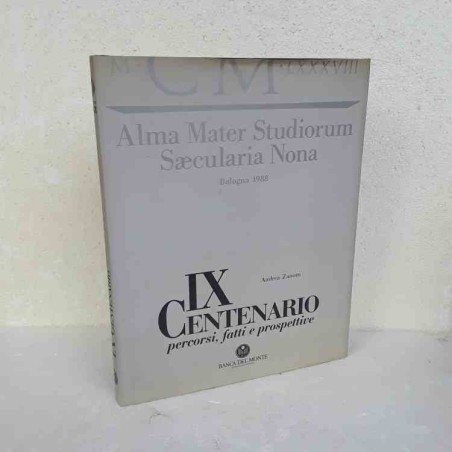 M CM LXXXVIII
Alma Mater Studiorum
Sæcularia Nona
Bologna 1988
Andrea Zanotti
IX
CENTENARIO
percorsi, fatti e prospettive
BANCA DEL MONTE